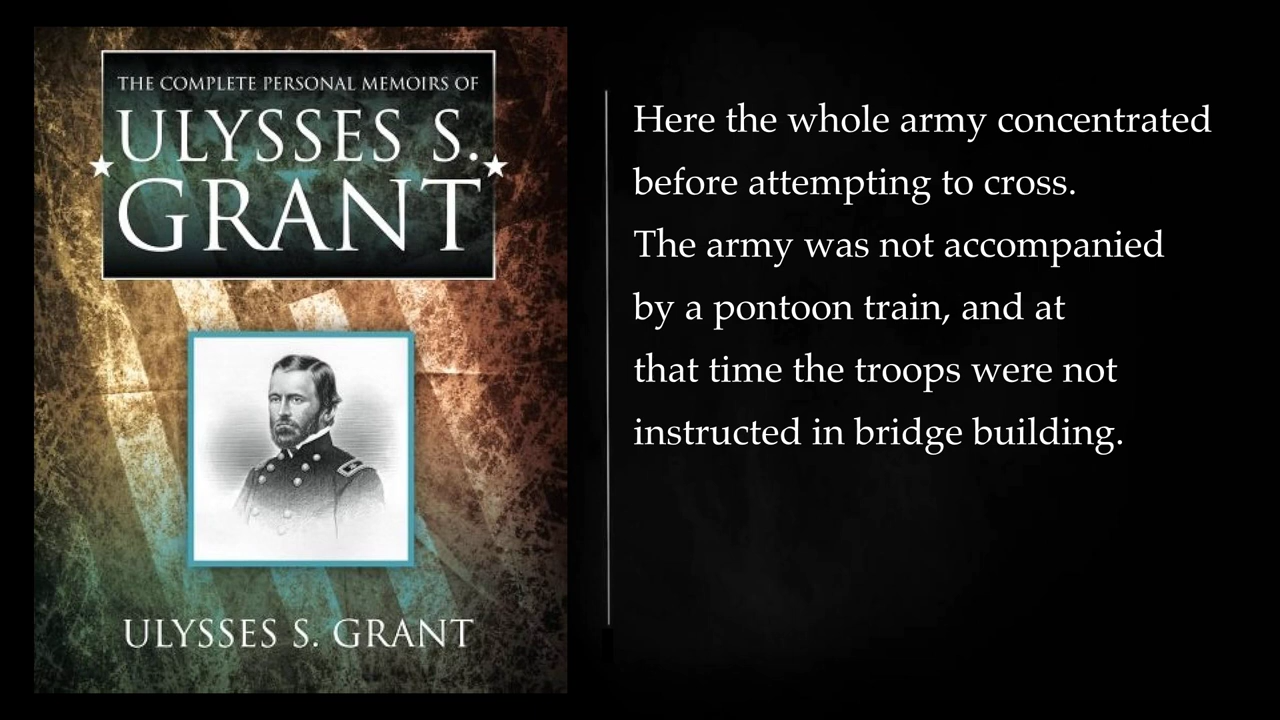 THE COMPLETE PERSONAL MEMOIRS OF
ULYSSES S.
GRANT
ULYSSES S. GRANT
Here the whole army concentrated
before attempting to cross.
The army was not accompanied
by a pontoon train, and at
that time the troops were not
instructed in bridge building.